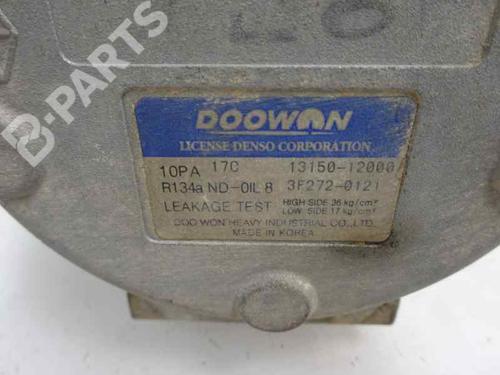 DOOWON
LICENSE DENSO CORPORATION
10PA 17C 13150-12000
R134a ND-OIL 8 3F272-0121
LEAKAGE TEST HIGH SIDE 36 kg/cm² LOW SIDE 17 kg/cm²
DOO WON HEAVY INDUSTRIAL CO., LTD.
MADE IN KOREA
B-PARTS